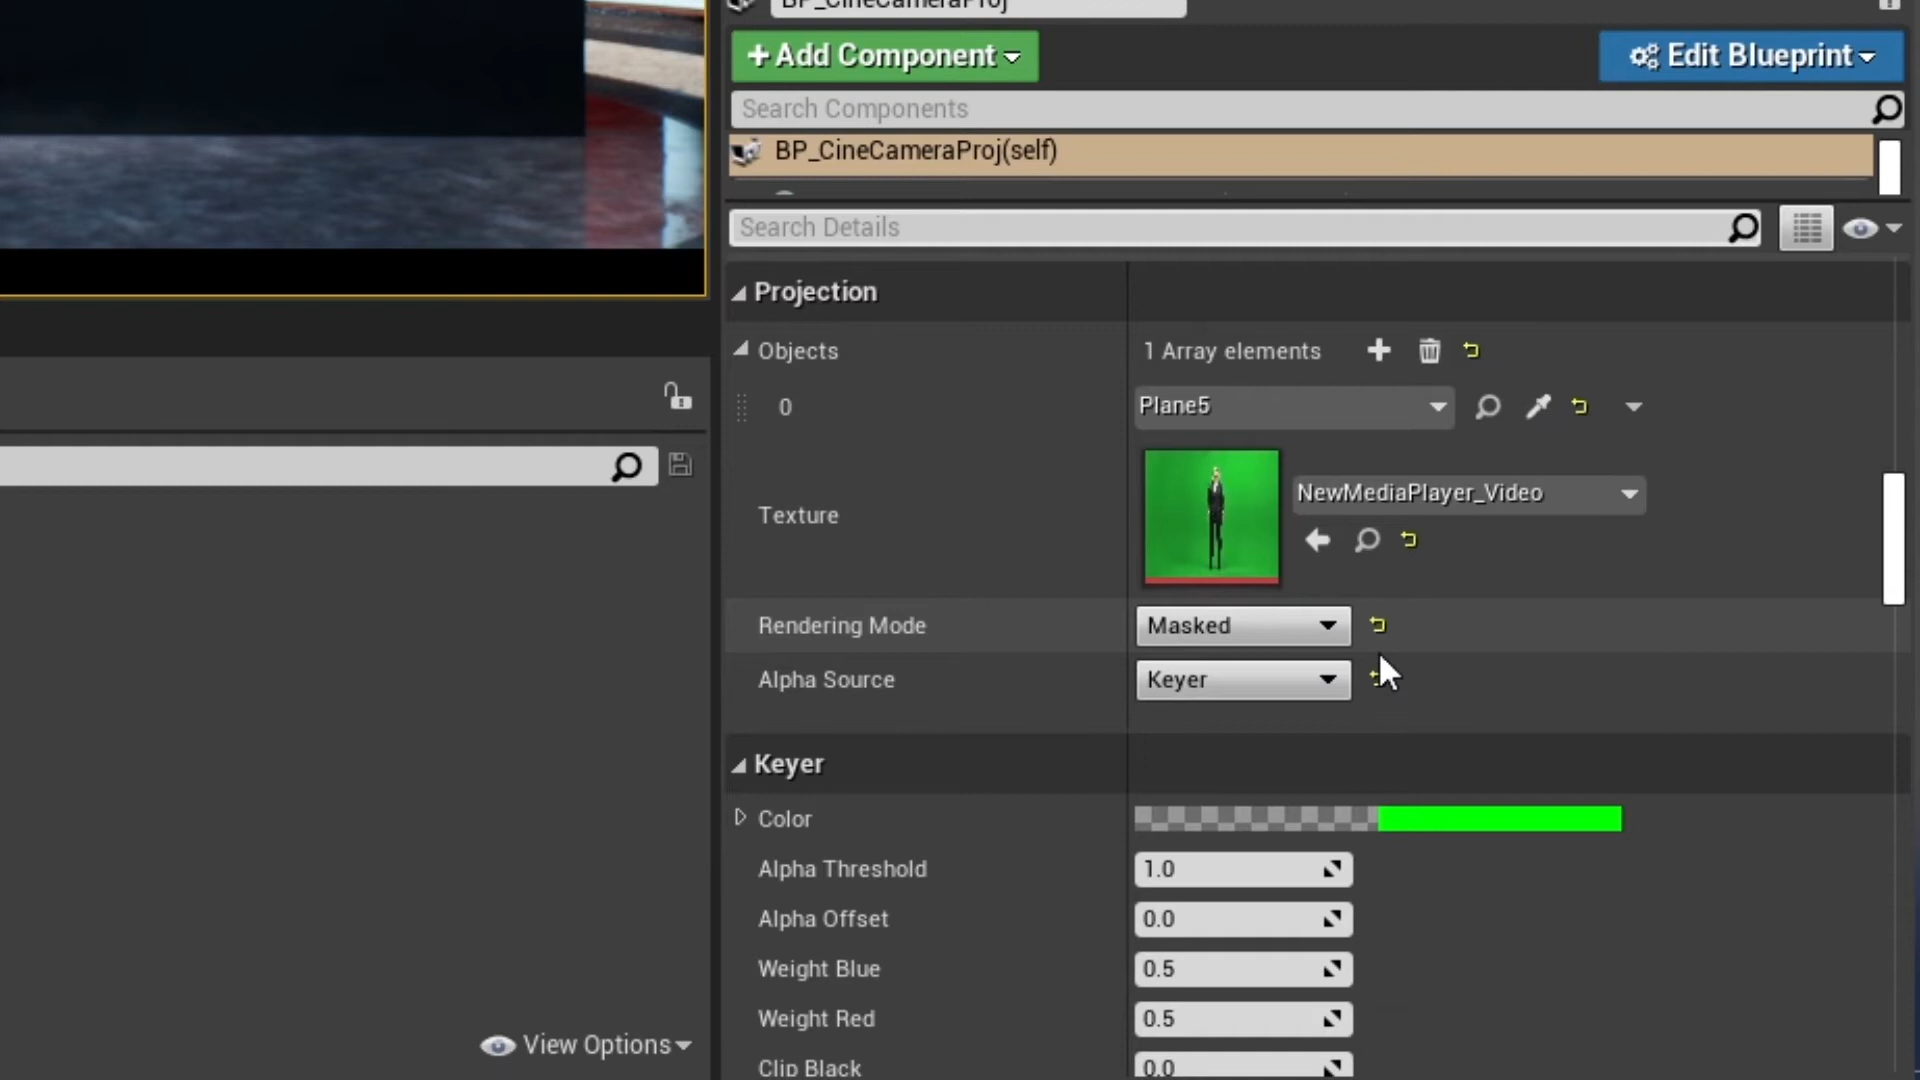 BP_CineCameraProj
+ Add Component
Edit Blueprint
Search Components
BP_CineCameraProj(self)
Search Details
Projection
Objects
1 Array elements
0
Plane5
Texture
NewMediaPlayer_Video
Rendering Mode
Masked
Alpha Source
Keyer
Keyer
Color
Alpha Threshold
1.0
Alpha Offset
0.0
Weight Blue
0.5
Weight Red
0.5
Clip Black
0.0
View Options